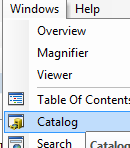 Windows Help
Overview
Magnifier
Viewer
Table Of Contents
Catalog
Search Catalog